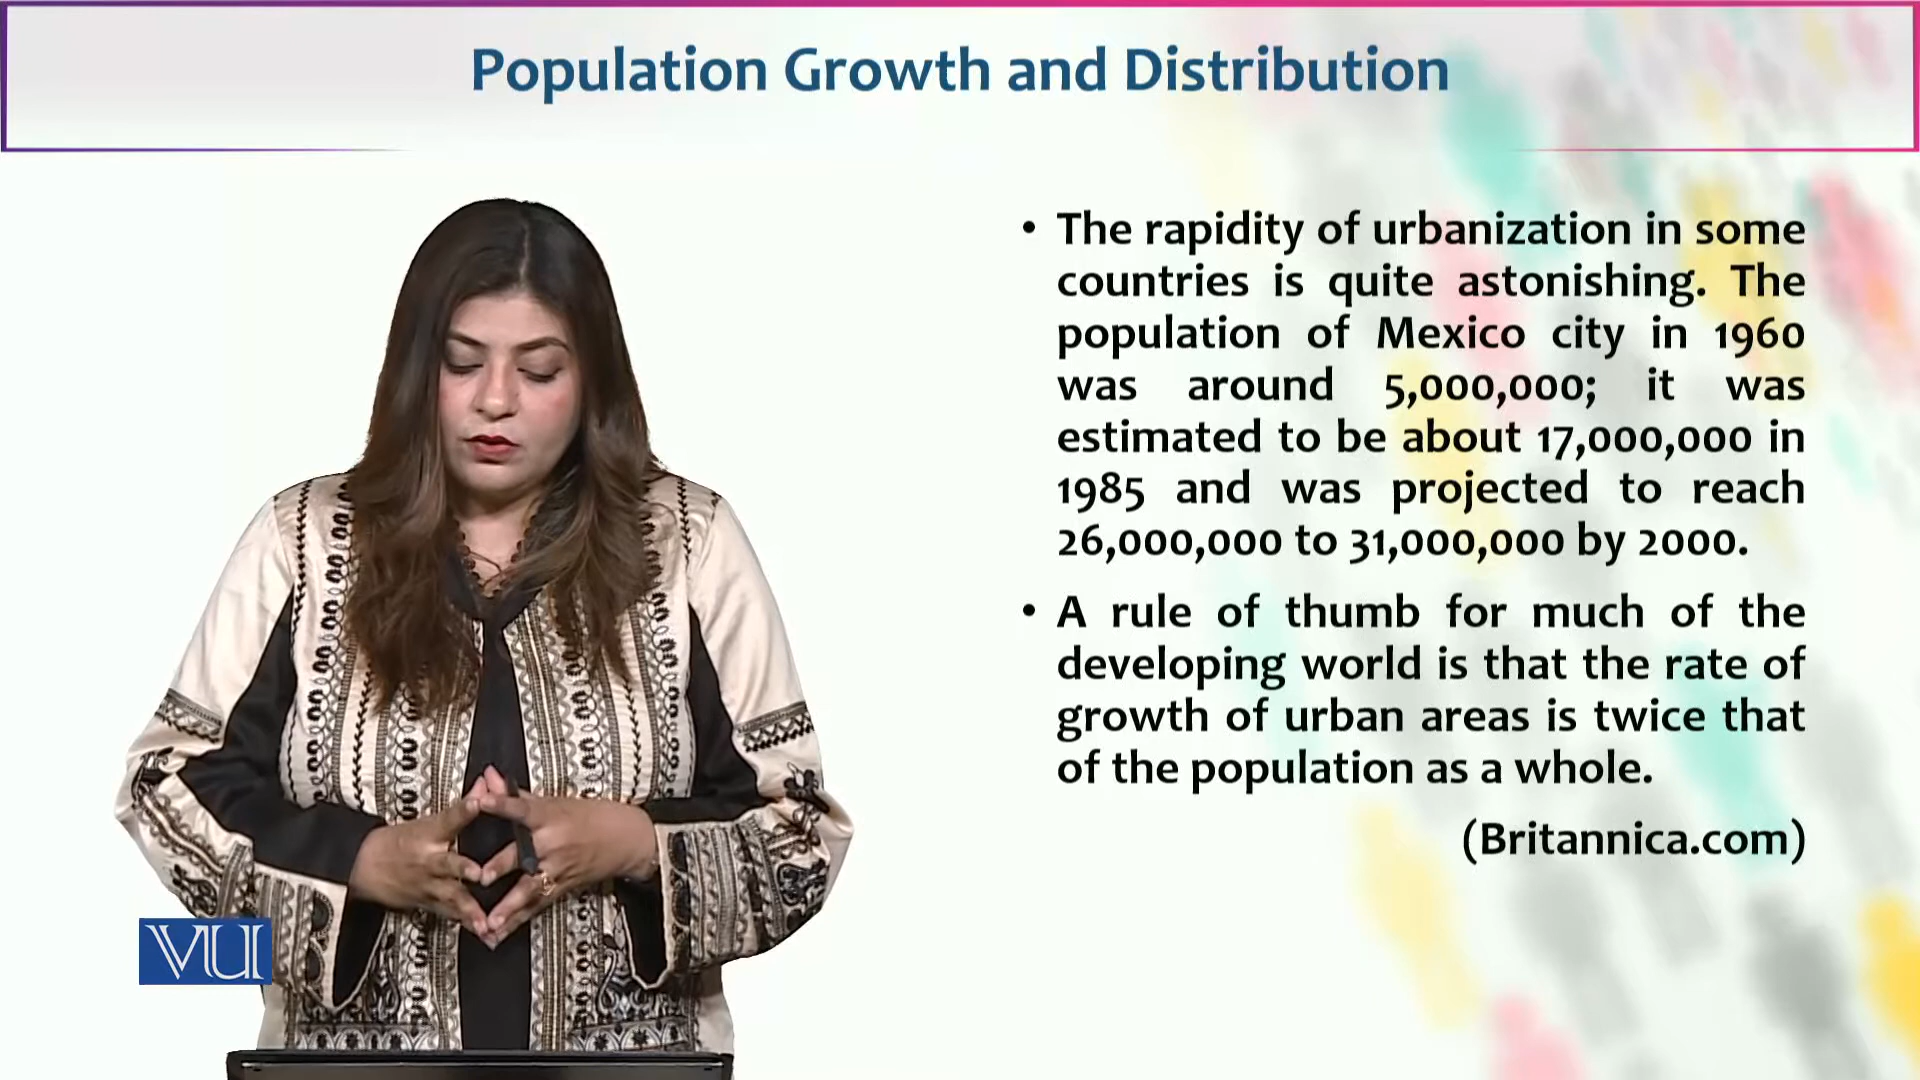 Population Growth and Distribution
• The rapidity of urbanization in some
countries is quite astonishing. The
population of Mexico city in 1960
was around 5,000,000; it was
estimated to be about 17,000,000 in
1985 and was projected to reach
26,000,000 to 31,000,000 by 2000.
• A rule of thumb for much of the
developing world is that the rate of
growth of urban areas is twice that
of the population as a whole.
(Britannica.com)
VU